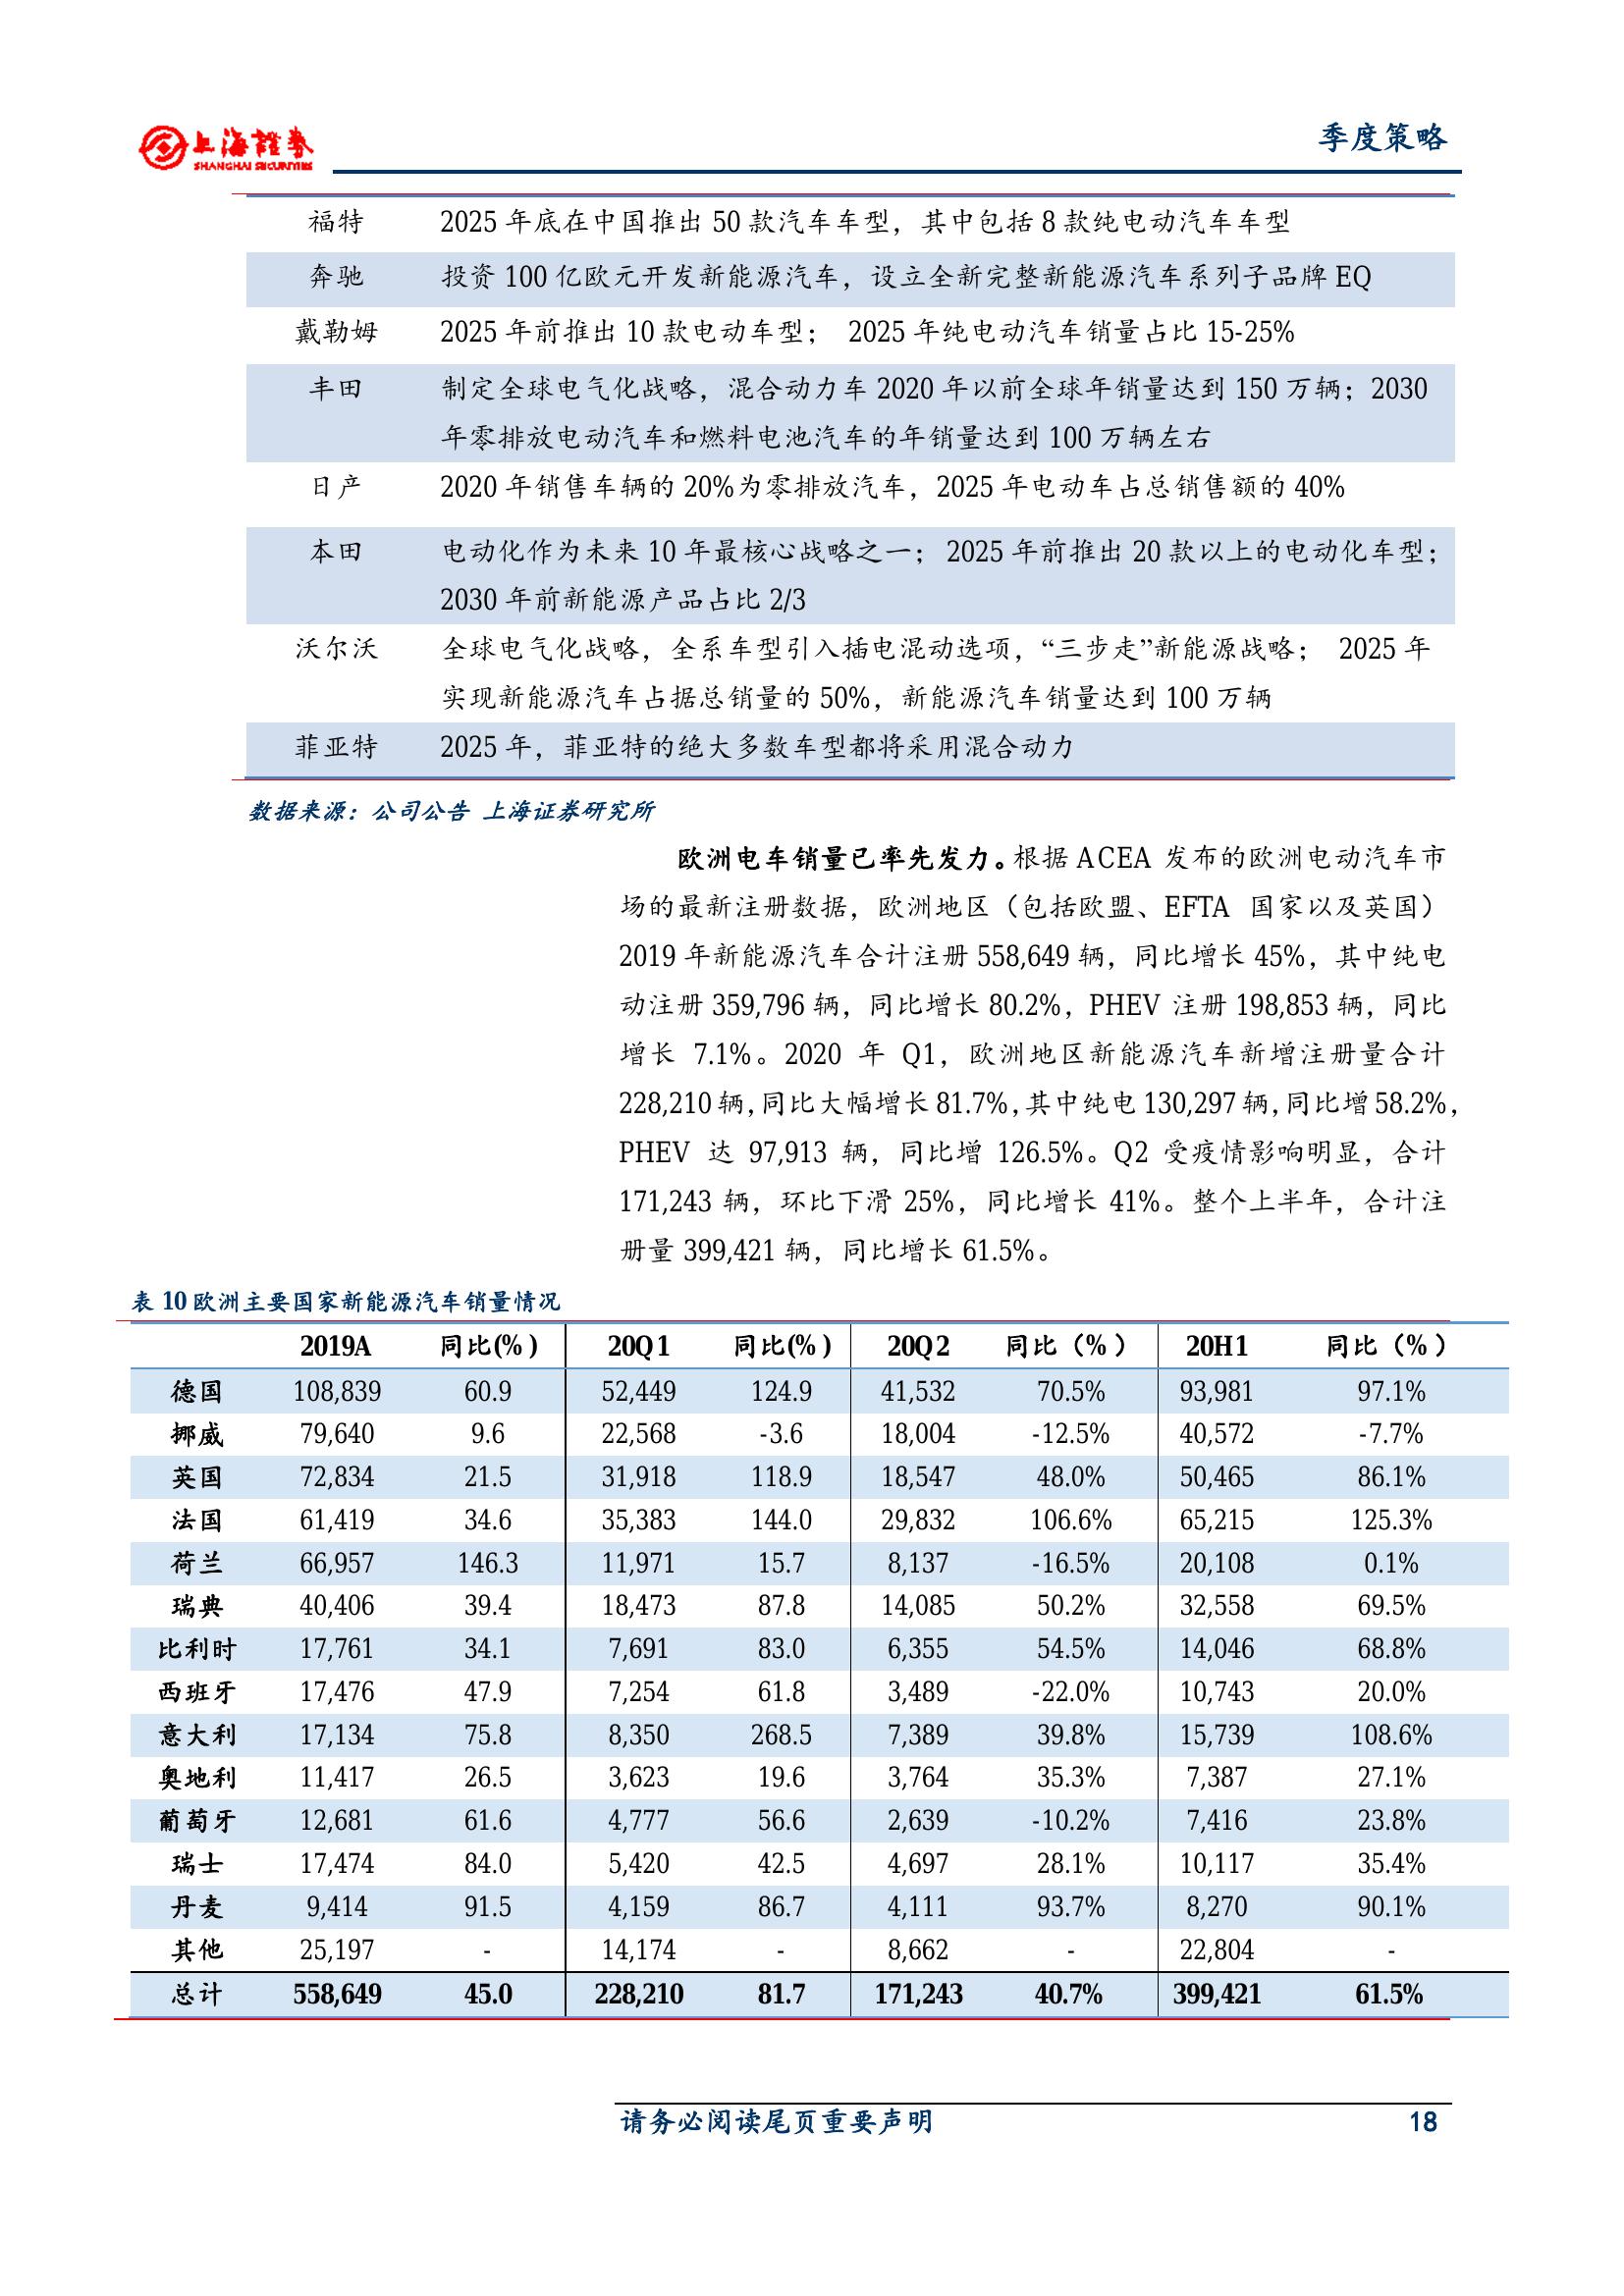 上海證券
SHANGHAI SECURITIES
季度策略
福特 2025 年底在中国推出 50 款汽车车型，其中包括 8 款纯电动汽车车型
奔驰 投资 100 亿欧元开发新能源汽车，设立全新完整新能源汽车系列子品牌 EQ
戴勒姆 2025 年前推出 10 款电动车型； 2025 年纯电动汽车销量占比 15-25%
丰田 制定全球电气化战略，混合动力车 2020 年以前全球年销量达到 150 万辆；2030
年零排放电动汽车和燃料电池汽车的年销量达到 100 万辆左右
日产 2020 年销售车辆的 20%为零排放汽车，2025 年电动车占总销售额的 40%
本田 电动化作为未来 10 年最核心战略之一； 2025 年前推出 20 款以上的电动化车型；
2030 年前新能源产品占比 2/3
沃尔沃 全球电气化战略，全系车型引入插电混动选项，“三步走”新能源战略； 2025 年
实现新能源汽车占据总销量的 50%，新能源汽车销量达到 100 万辆
菲亚特 2025 年，菲亚特的绝大多数车型都将采用混合动力
数据来源：公司公告 上海证券研究所
欧洲电车销量已率先发力。根据 ACEA 发布的欧洲电动汽车市
场的最新注册数据，欧洲地区（包括欧盟、EFTA 国家以及英国）
2019 年新能源汽车合计注册 558,649 辆，同比增长 45%，其中纯电
动注册 359,796 辆，同比增长 80.2%，PHEV 注册 198,853 辆，同比
增长 7.1%。2020 年 Q1，欧洲地区新能源汽车新增注册量合计
228,210 辆，同比大幅增长 81.7%，其中纯电 130,297 辆，同比增 58.2%，
PHEV 达 97,913 辆，同比增 126.5%。Q2 受疫情影响明显，合计
171,243 辆，环比下滑 25%，同比增长 41%。整个上半年，合计注
册量 399,421 辆，同比增长 61.5%。
表 10 欧洲主要国家新能源汽车销量情况
2019A 同比(%) 20Q1 同比(%) 20Q2 同比（%） 20H1 同比（%）
德国 108,839 60.9 52,449 124.9 41,532 70.5% 93,981 97.1%
挪威 79,640 9.6 22,568 -3.6 18,004 -12.5% 40,572 -7.7%
英国 72,834 21.5 31,918 118.9 18,547 48.0% 50,465 86.1%
法国 61,419 34.6 35,383 144.0 29,832 106.6% 65,215 125.3%
荷兰 66,957 146.3 11,971 15.7 8,137 -16.5% 20,108 0.1%
瑞典 40,406 39.4 18,473 87.8 14,085 50.2% 32,558 69.5%
比利时 17,761 34.1 7,691 83.0 6,355 54.5% 14,046 68.8%
西班牙 17,476 47.9 7,254 61.8 3,489 -22.0% 10,743 20.0%
意大利 17,134 75.8 8,350 268.5 7,389 39.8% 15,739 108.6%
奥地利 11,417 26.5 3,623 19.6 3,764 35.3% 7,387 27.1%
葡萄牙 12,681 61.6 4,777 56.6 2,639 -10.2% 7,416 23.8%
瑞士 17,474 84.0 5,420 42.5 4,697 28.1% 10,117 35.4%
丹麦 9,414 91.5 4,159 86.7 4,111 93.7% 8,270 90.1%
其他 25,197 - 14,174 - 8,662 - 22,804 -
总计 558,649 45.0 228,210 81.7 171,243 40.7% 399,421 61.5%
请务必阅读尾页重要声明 18